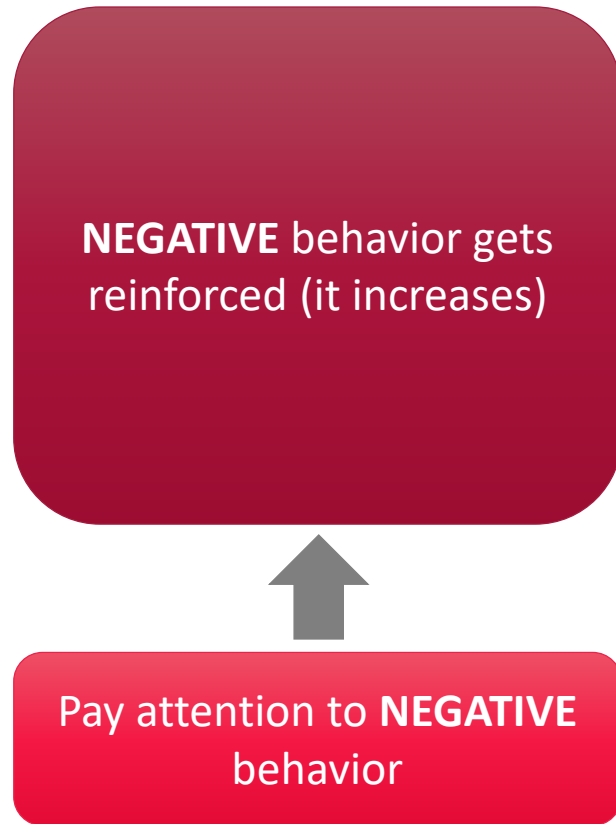 NEGATIVE behavior gets
reinforced (it increases)
Pay attention to NEGATIVE
behavior